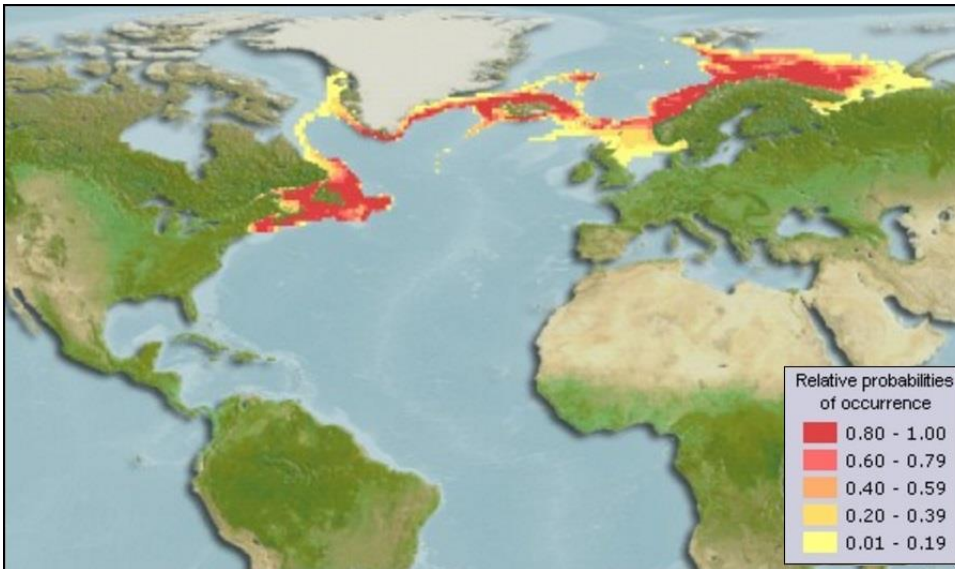 Relative probabilities
of occurrence
0.80 - 1.00
0.60 - 0.79
0.40 - 0.59
0.20 - 0.39
0.01 - 0.19